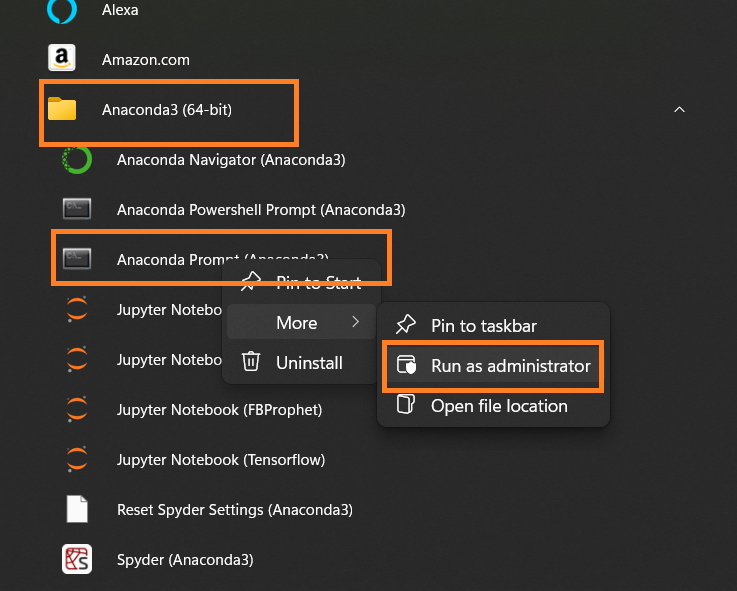 Alexa
Amazon.com
Anaconda3 (64-bit)
Anaconda Navigator (Anaconda3)
Anaconda Powershell Prompt (Anaconda3)
Anaconda Prompt (Anaconda3)
Pin to Start
Jupyter Notebo
More
Pin to taskbar
Jupyter Notebo
Uninstall
Run as administrator
Jupyter Notebook (FBProphet)
Open file location
Jupyter Notebook (Tensorflow)
Reset Spyder Settings (Anaconda3)
Spyder (Anaconda3)